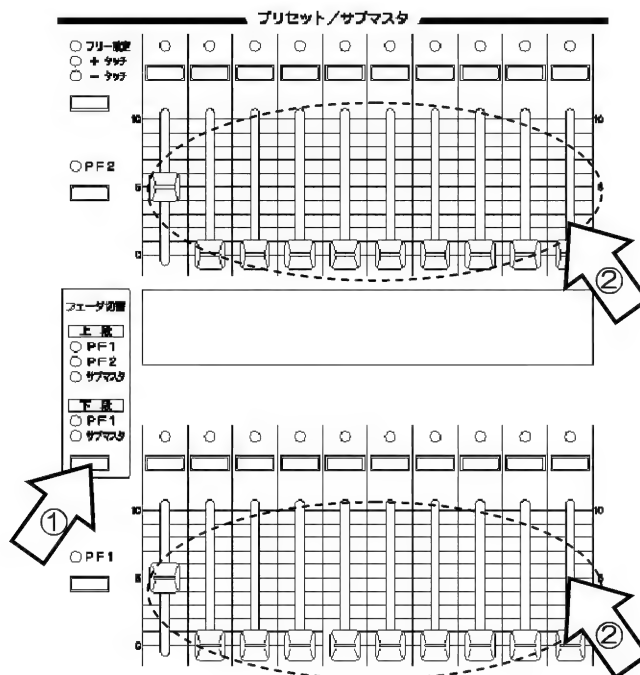 プリセット／サブマスタ
フリー設定
＋ タッチ
－ タッチ
10
10
PF2
5
5
0
②
フェーダ切替
上 段
PF1
PF2
サブマスタ
下 段
PF1
サブマスタ
①
10
10
PF1
5
5
0
②